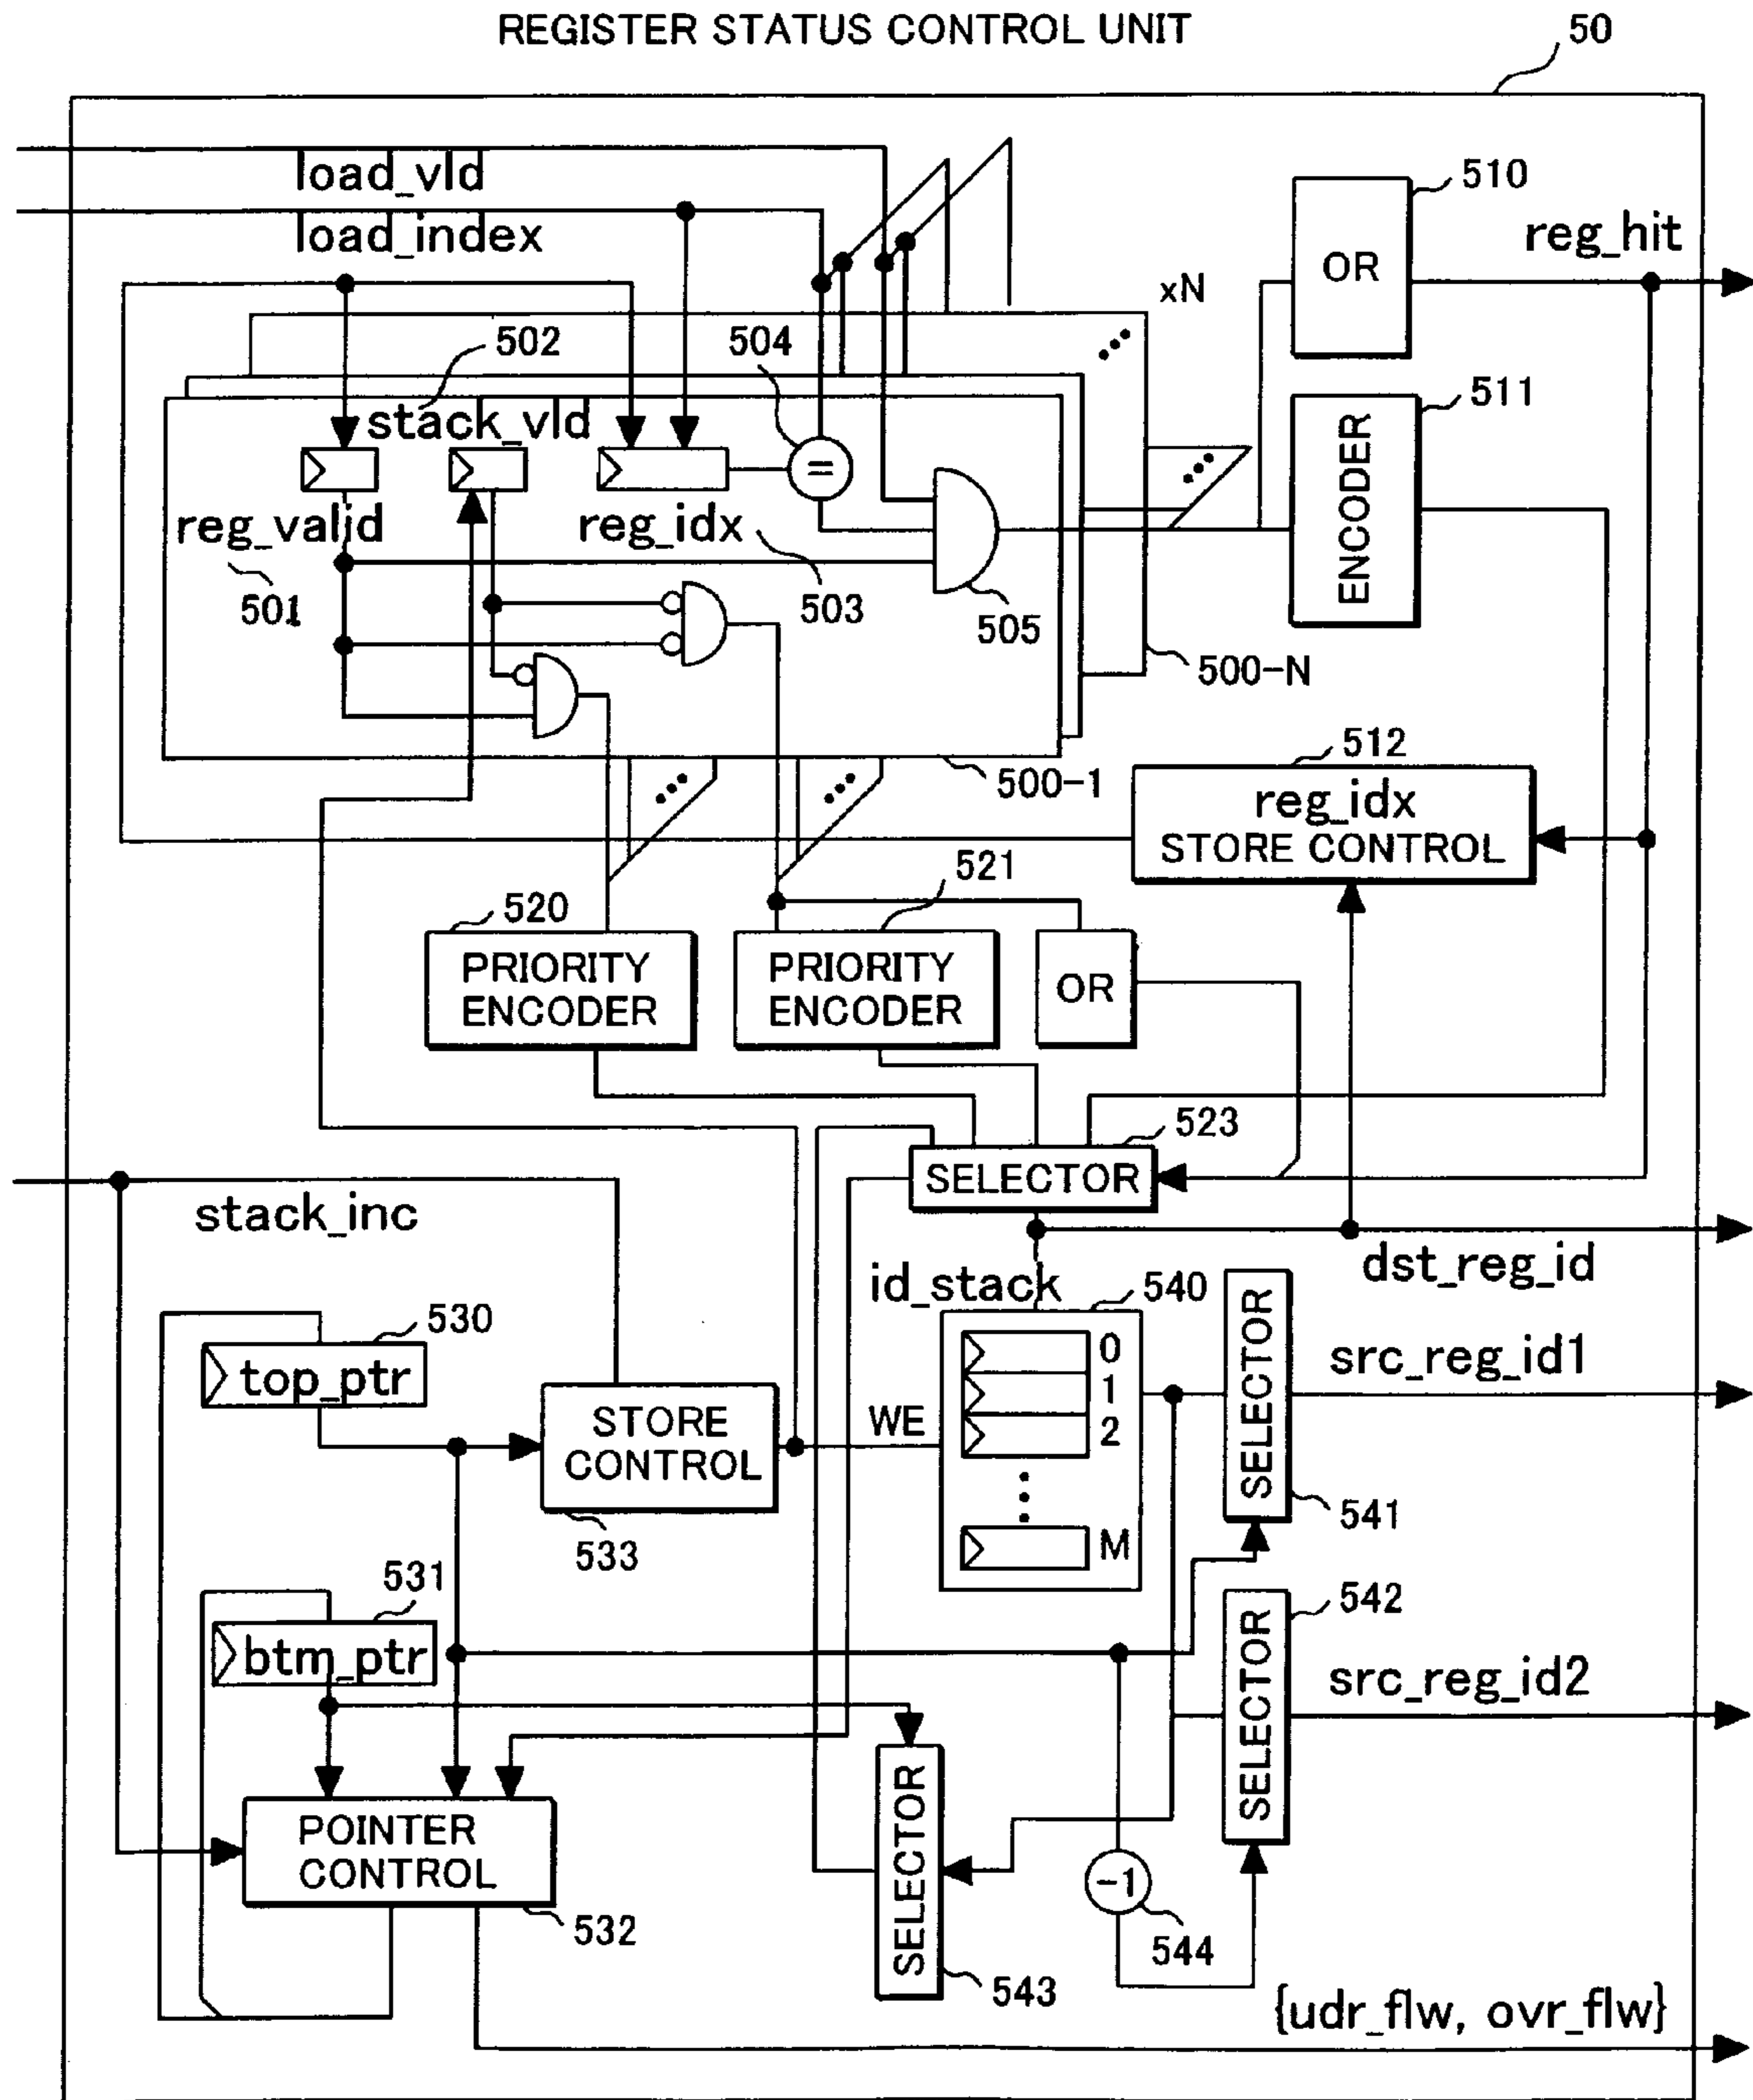 REGISTER STATUS CONTROL UNIT
50
load_vld
load_index
510
OR
reg_hit
xN
502
504
stack_vld
=
511
ENCODER
reg_valid
501
reg_idx
503
505
500-N
500-1
512
reg_idx
STORE CONTROL
520
PRIORITY
ENCODER
521
PRIORITY
ENCODER
OR
523
SELECTOR
stack_inc
dst_reg_id
id_stack
540
0
1
2
M
WE
SELECTOR
541
src_reg_id1
530
top_ptr
STORE
CONTROL
533
531
btm_ptr
542
SELECTOR
src_reg_id2
POINTER
CONTROL
532
SELECTOR
543
-1
544
{udr_flw, ovr_flw}